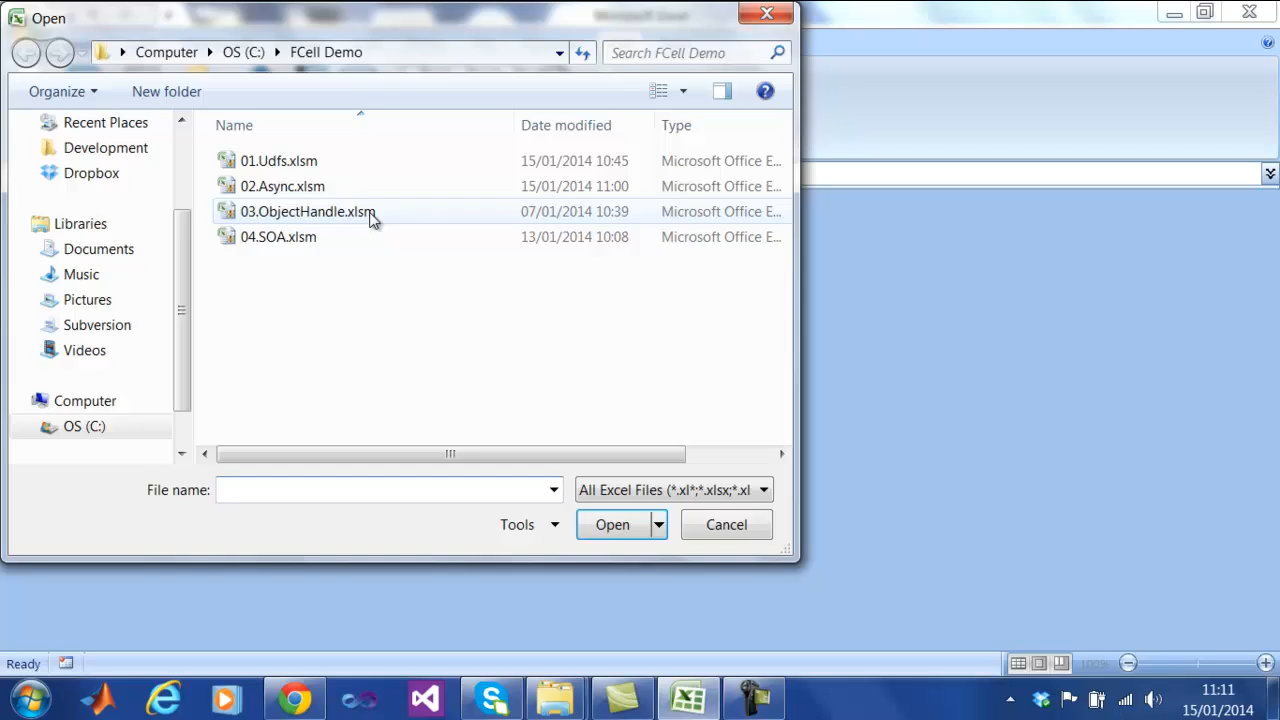 Open
Computer OS (C:) FCell Demo
Search FCell Demo
Organize New folder
Name Date modified Type
Recent Places
Development
Dropbox
Libraries
Documents
Music
Pictures
Subversion
Videos
Computer
OS (C:)
01.Udfs.xlsm 15/01/2014 10:45 Microsoft Office E...
02.Async.xlsm 15/01/2014 11:00 Microsoft Office E...
03.ObjectHandle.xlsm 07/01/2014 10:39 Microsoft Office E...
04.SOA.xlsm 13/01/2014 10:08 Microsoft Office E...
File name: All Excel Files (*.xl*;*.xlsx;*.xl
Tools Open Cancel
Ready 100%
11:11
15/01/2014